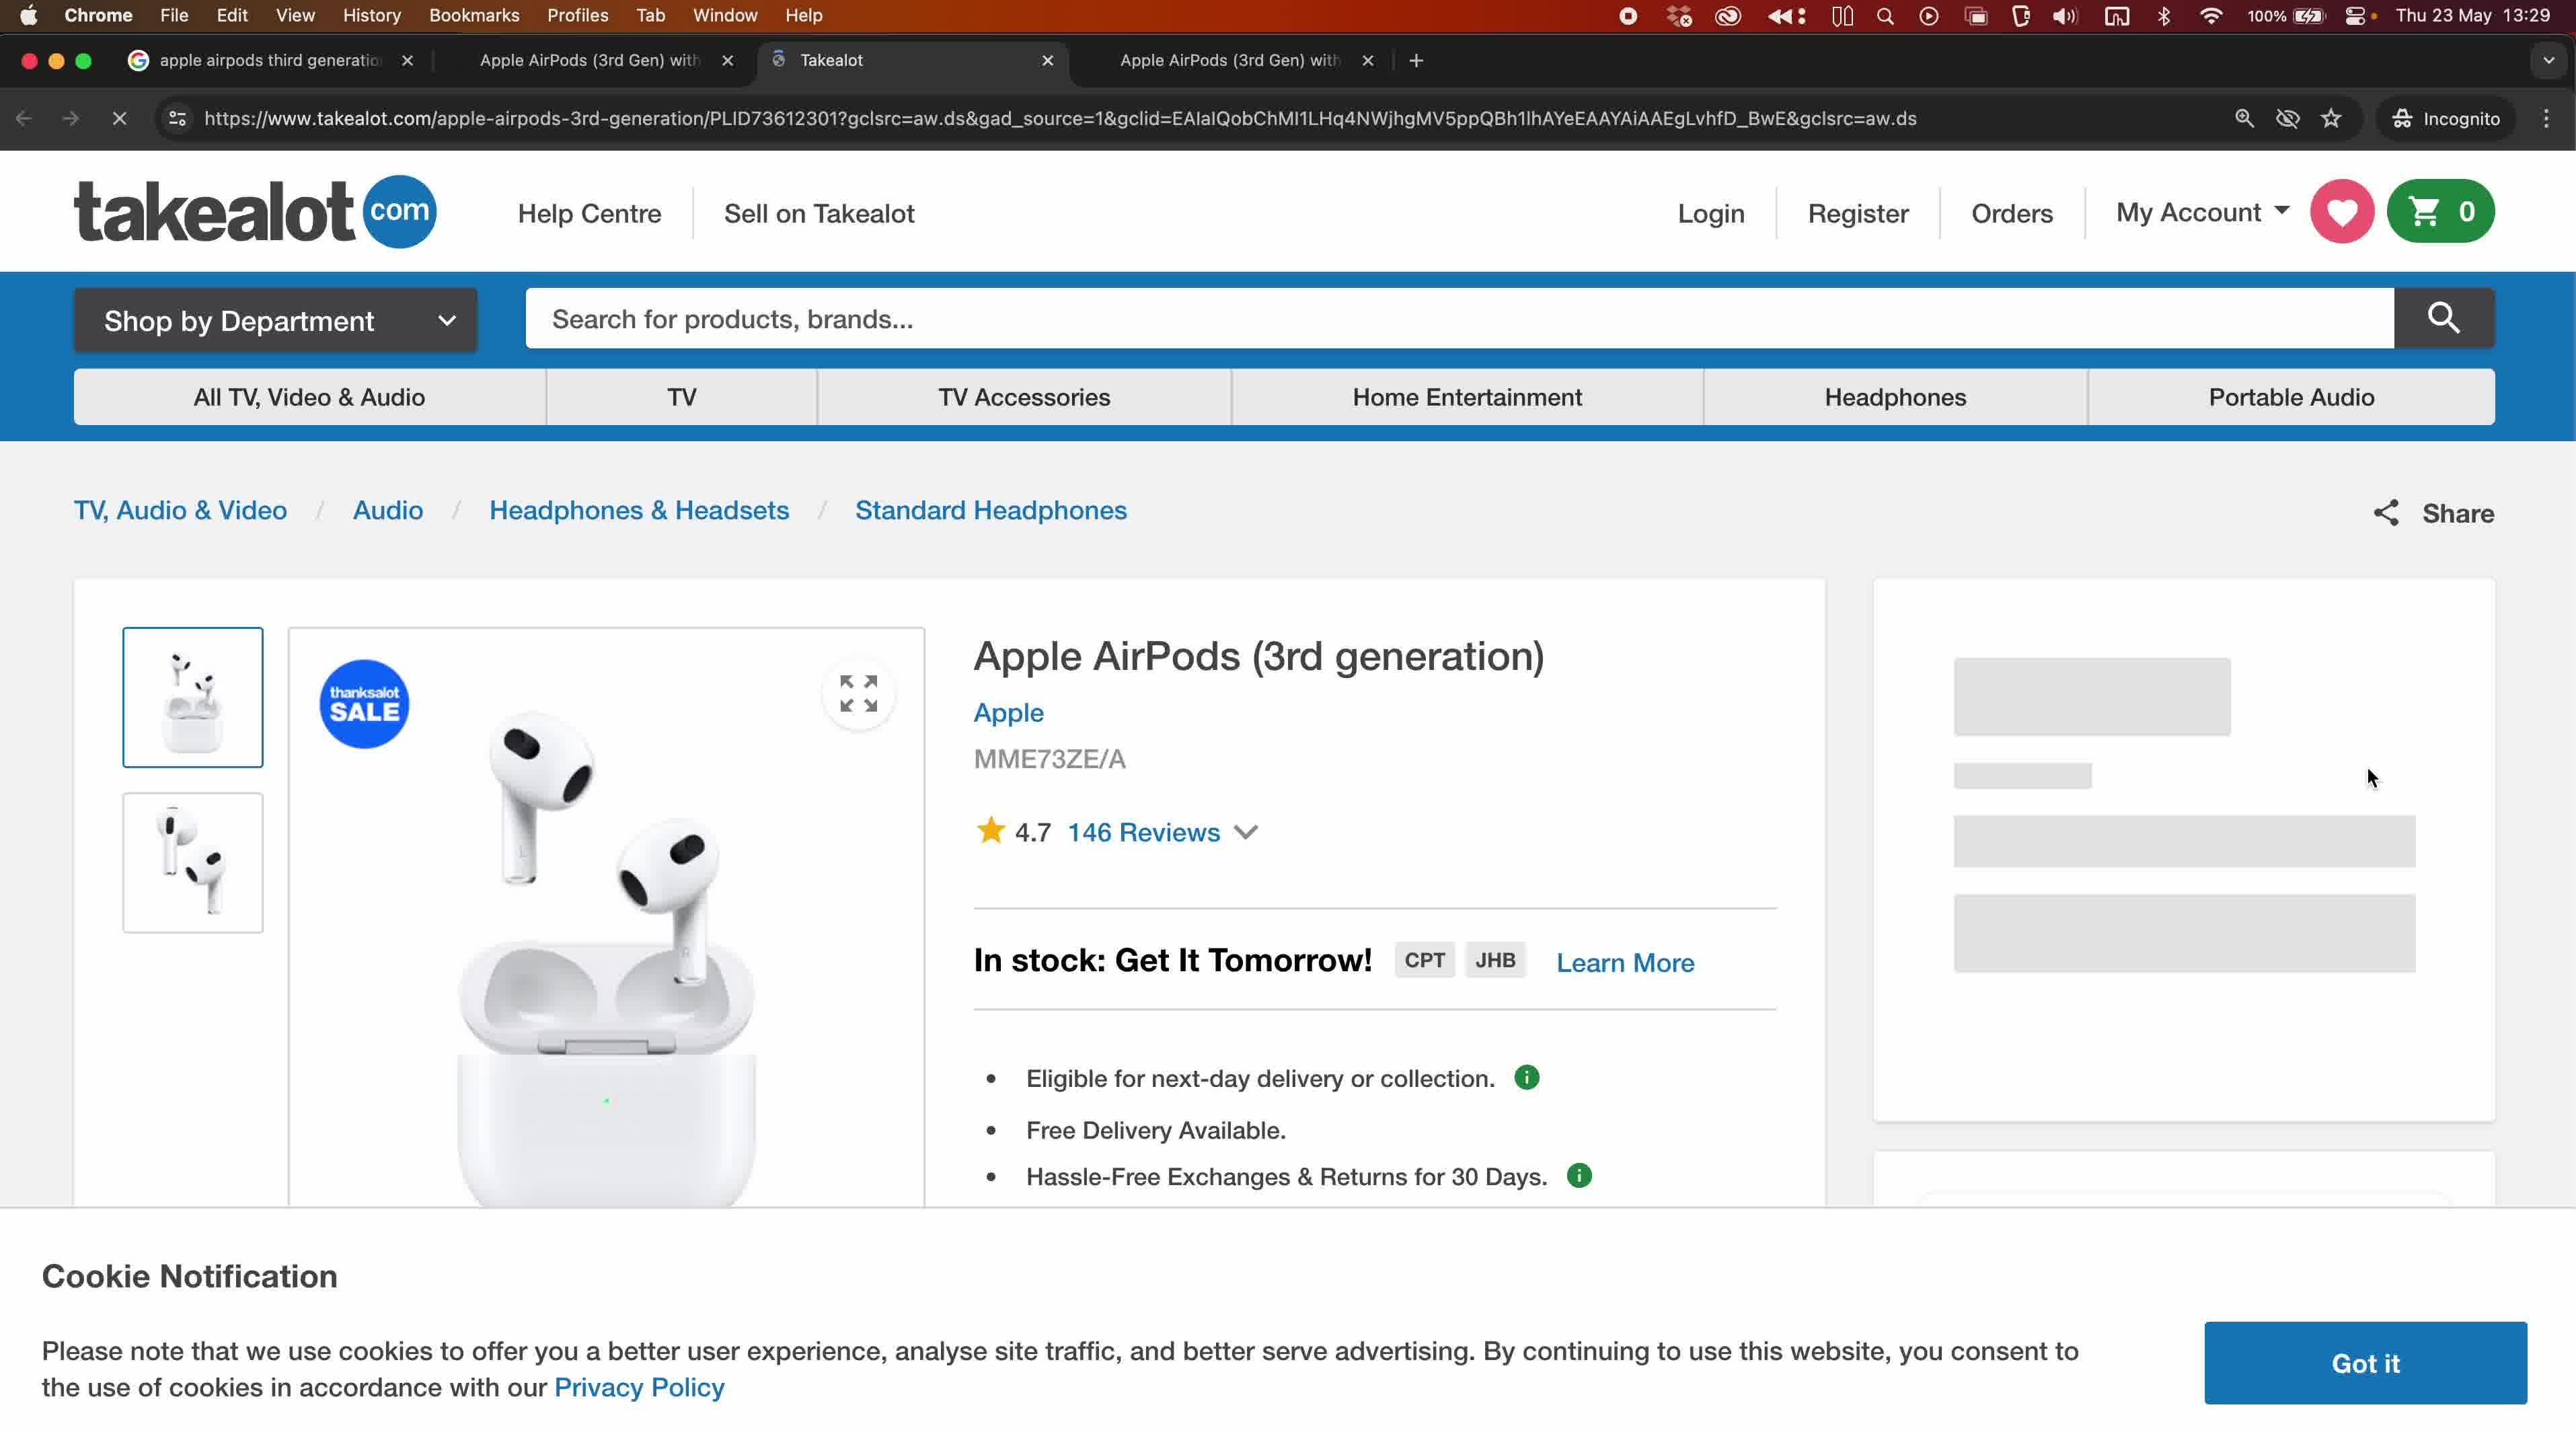 Chrome File Edit View History Bookmarks Profiles Tab Window Help 100% Thu 23 May 13:29
apple airpods third generatio Apple AirPods (3rd Gen) with Takealot Apple AirPods (3rd Gen) with
https://www.takealot.com/apple-airpods-3rd-generation/PLID73612301?gclsrc=aw.ds&gad_source=1&gclid=EAIaIQobChMI1LHq4NWjhgMV5ppQBh1lhAYeEAAYAiAAEgLvhfD_BwE&gclsrc=aw.ds Incognito
takealot com Help Centre Sell on Takealot Login Register Orders My Account 0
Shop by Department Search for products, brands...
All TV, Video & Audio TV TV Accessories Home Entertainment Headphones Portable Audio
TV, Audio & Video / Audio / Headphones & Headsets / Standard Headphones Share
thanksalot
SALE
Apple AirPods (3rd generation)
Apple
MME73ZE/A
4.7 146 Reviews
In stock: Get It Tomorrow! CPT JHB Learn More
• Eligible for next-day delivery or collection.
• Free Delivery Available.
• Hassle-Free Exchanges & Returns for 30 Days.
Cookie Notification
Please note that we use cookies to offer you a better user experience, analyse site traffic, and better serve advertising. By continuing to use this website, you consent to
the use of cookies in accordance with our Privacy Policy
Got it